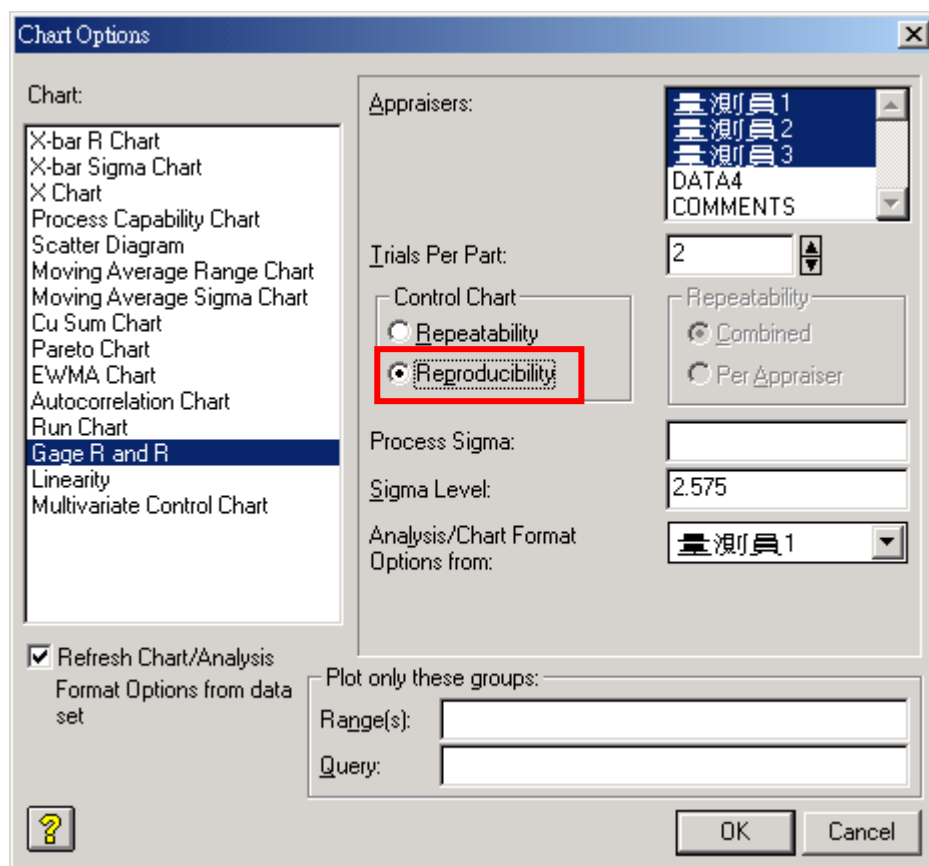 Chart Options
Chart:
X-bar R Chart
X-bar Sigma Chart
X Chart
Process Capability Chart
Scatter Diagram
Moving Average Range Chart
Moving Average Sigma Chart
Cu Sum Chart
Pareto Chart
EWMA Chart
Autocorrelation Chart
Run Chart
Gage R and R
Linearity
Multivariate Control Chart
Refresh Chart/Analysis
Format Options from data
set
Appraisers:
量測員1
量測員2
量測員3
DATA4
COMMENTS
Trials Per Part:
2
Control Chart
Repeatability
Reproducibility
Repeatability
Combined
Per Appraiser
Process Sigma:
Sigma Level:
2.575
Analysis/Chart Format
Options from:
量測員1
Plot only these groups:
Range(s):
Query:
OK
Cancel